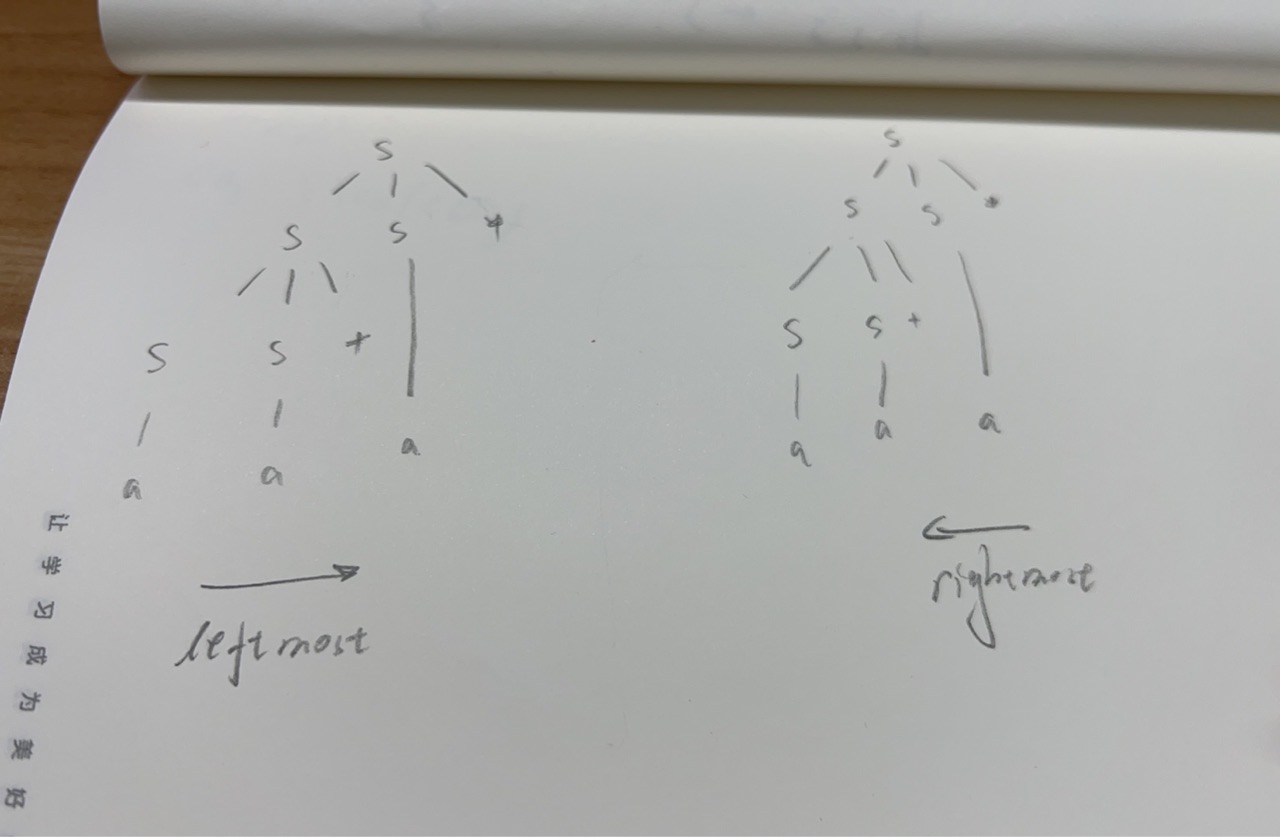 S
S S *
S S + a
a a
leftmost
S
S S *
S S +
a a a
rightmost
让学习成为美好